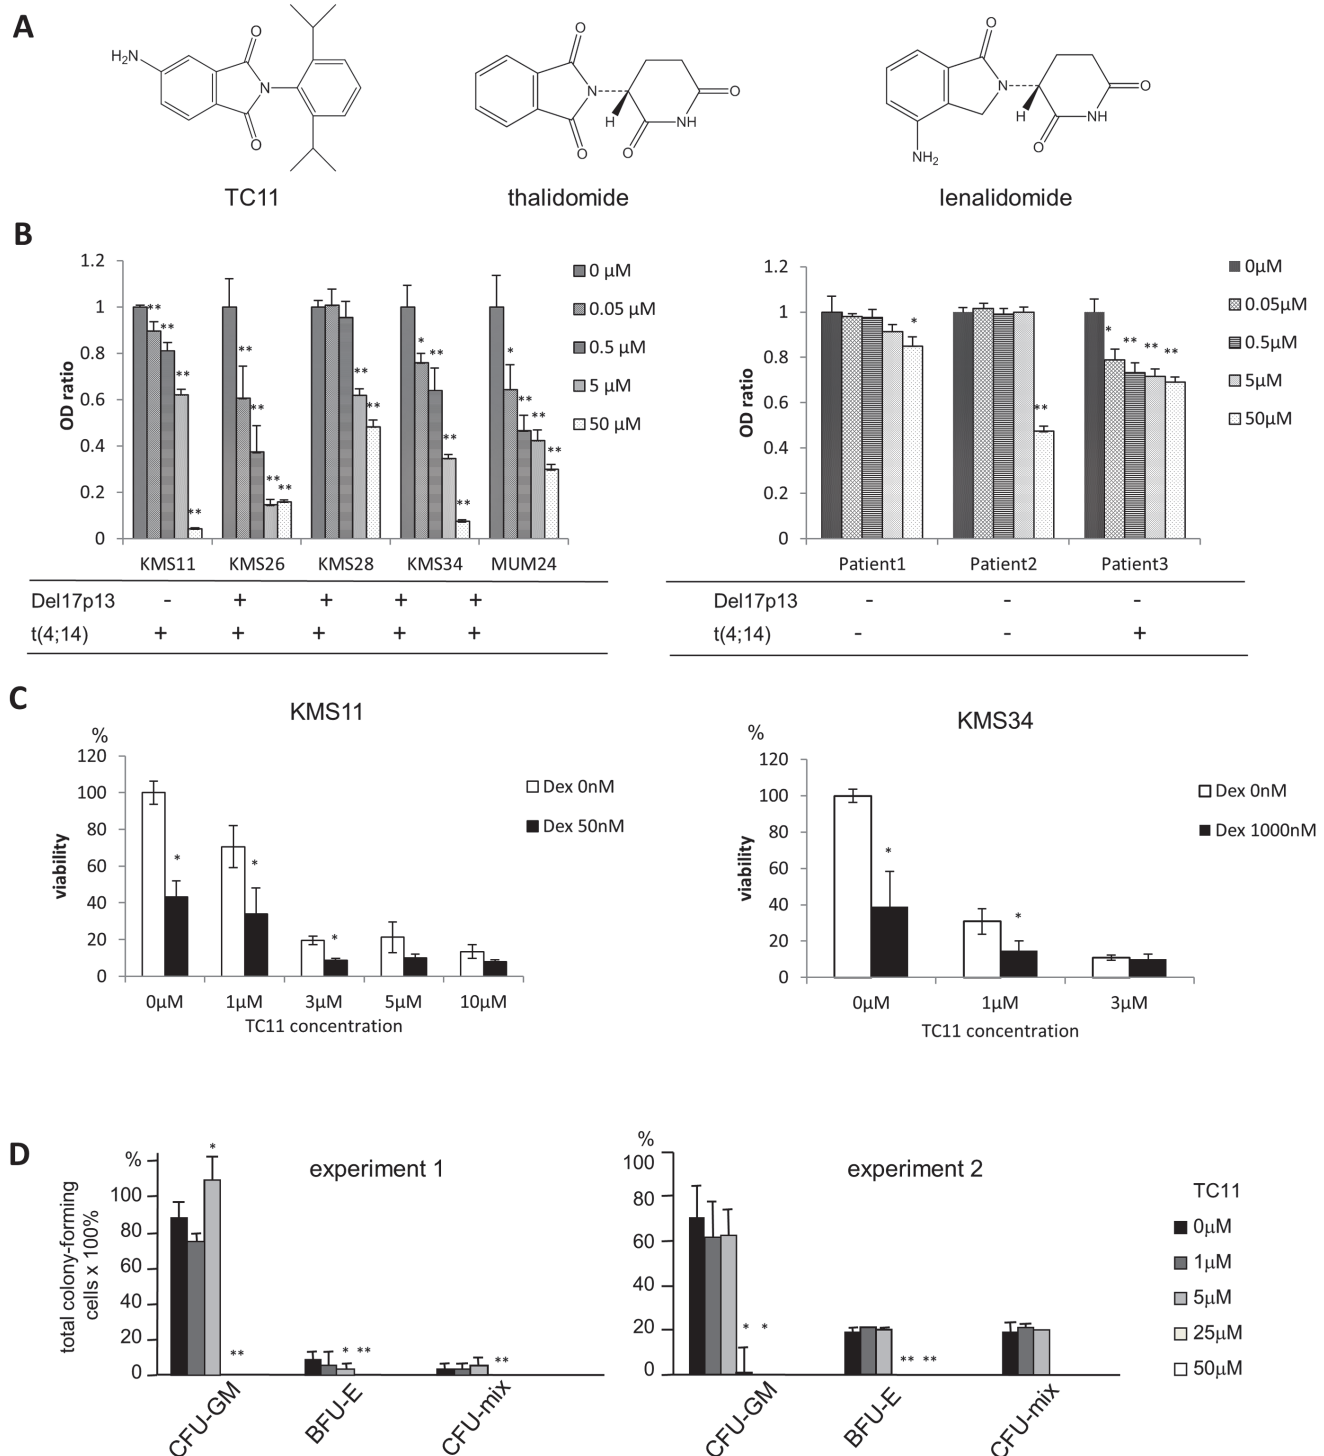 A
H₂N
O
N
O
O
N
O
H
O
NH
O
O
N
H
O
NH
O
NH₂
TC11
thalidomide
lenalidomide
B
1.2
1
0.8
0.6
0.4
0.2
0
OD ratio
** ** ** **
** ** ** **
** **
* ** ** **
* ** ** **
0 µM
0.05 µM
0.5 µM
5 µM
50 µM
KMS11 KMS26 KMS28 KMS34 MUM24
Del17p13 - + + + +
t(4;14) + + + + +
1.2
1
0.8
0.6
0.4
0.2
0
OD ratio
*
**
* ** ** **
0µM
0.05µM
0.5µM
5µM
50µM
Patient1 Patient2 Patient3
Del17p13 - - -
t(4;14) - - +
C
KMS11
%
120
100
80
60
40
20
0
viability
* * *
Dex 0nM
Dex 50nM
0µM 1µM 3µM 5µM 10µM
TC11 concentration
KMS34
%
120
100
80
60
40
20
0
viability
* *
Dex 0nM
Dex 1000nM
0µM 1µM 3µM
TC11 concentration
D
experiment 1
%
100
80
60
40
20
0
total colony-forming
cells x 100%
* ** * ** **
CFU-GM BFU-E CFU-mix
experiment 2
%
100
80
60
40
20
0
* * ** **
CFU-GM BFU-E CFU-mix
TC11
0µM
1µM
5µM
25µM
50µM